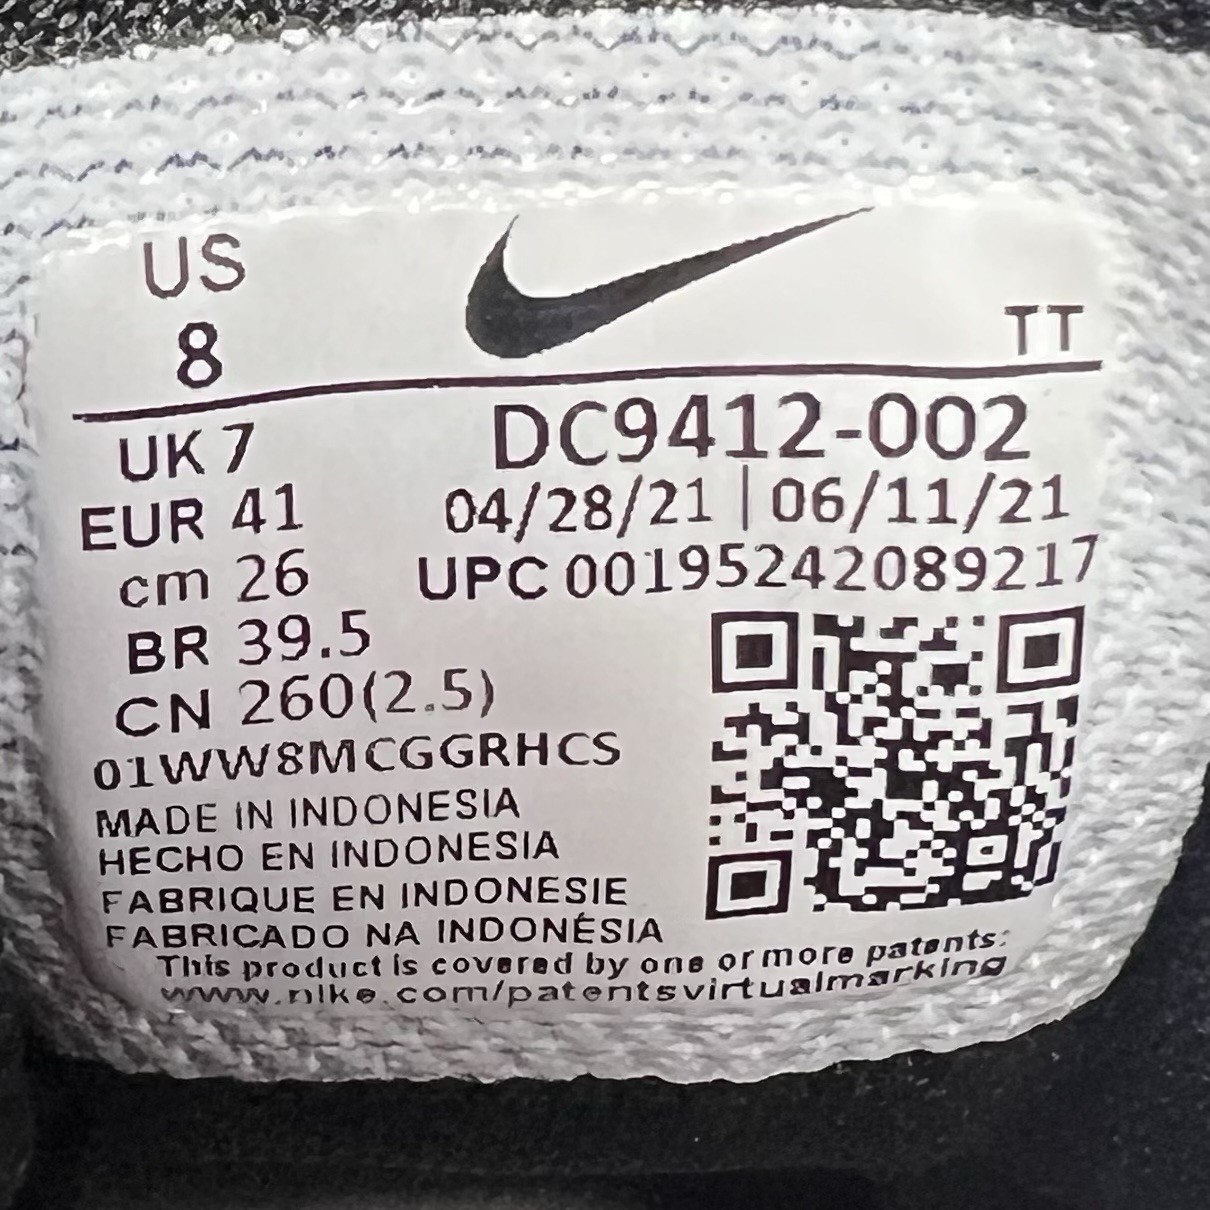 US
8
TT
UK 7
DC9412-002
EUR 41
04/28/21 | 06/11/21
cm 26
UPC 00195242089217
BR 39.5
CN 260(2.5)
01WW8MCGGRHCS
MADE IN INDONESIA
HECHO EN INDONESIA
FABRIQUE EN INDONESIE
FABRICADO NA INDONÉSIA
This product is covered by one or more patents:
www.nike.com/patentsvirtualmarking